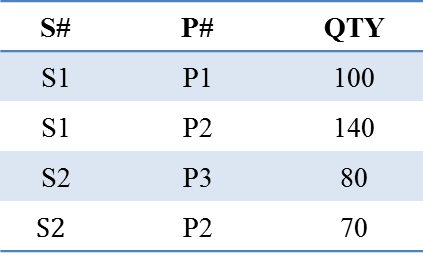 S# P# QTY
S1 P1 100
S1 P2 140
S2 P3 80
S2 P2 70